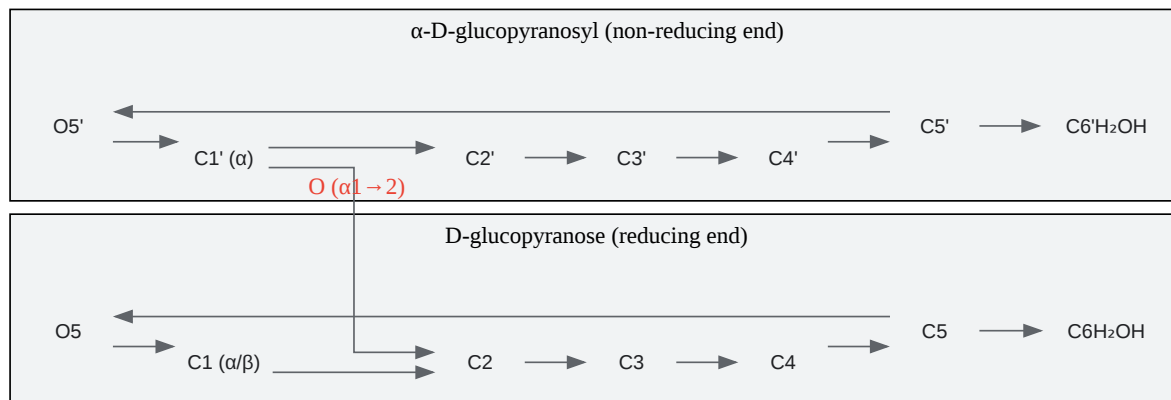 α-D-glucopyranosyl (non-reducing end)
O5'
C1' (α)
C2'
C3'
C4'
C5'
C6'H₂OH
O (α1→2)
D-glucopyranose (reducing end)
O5
C1 (α/β)
C2
C3
C4
C5
C6H₂OH